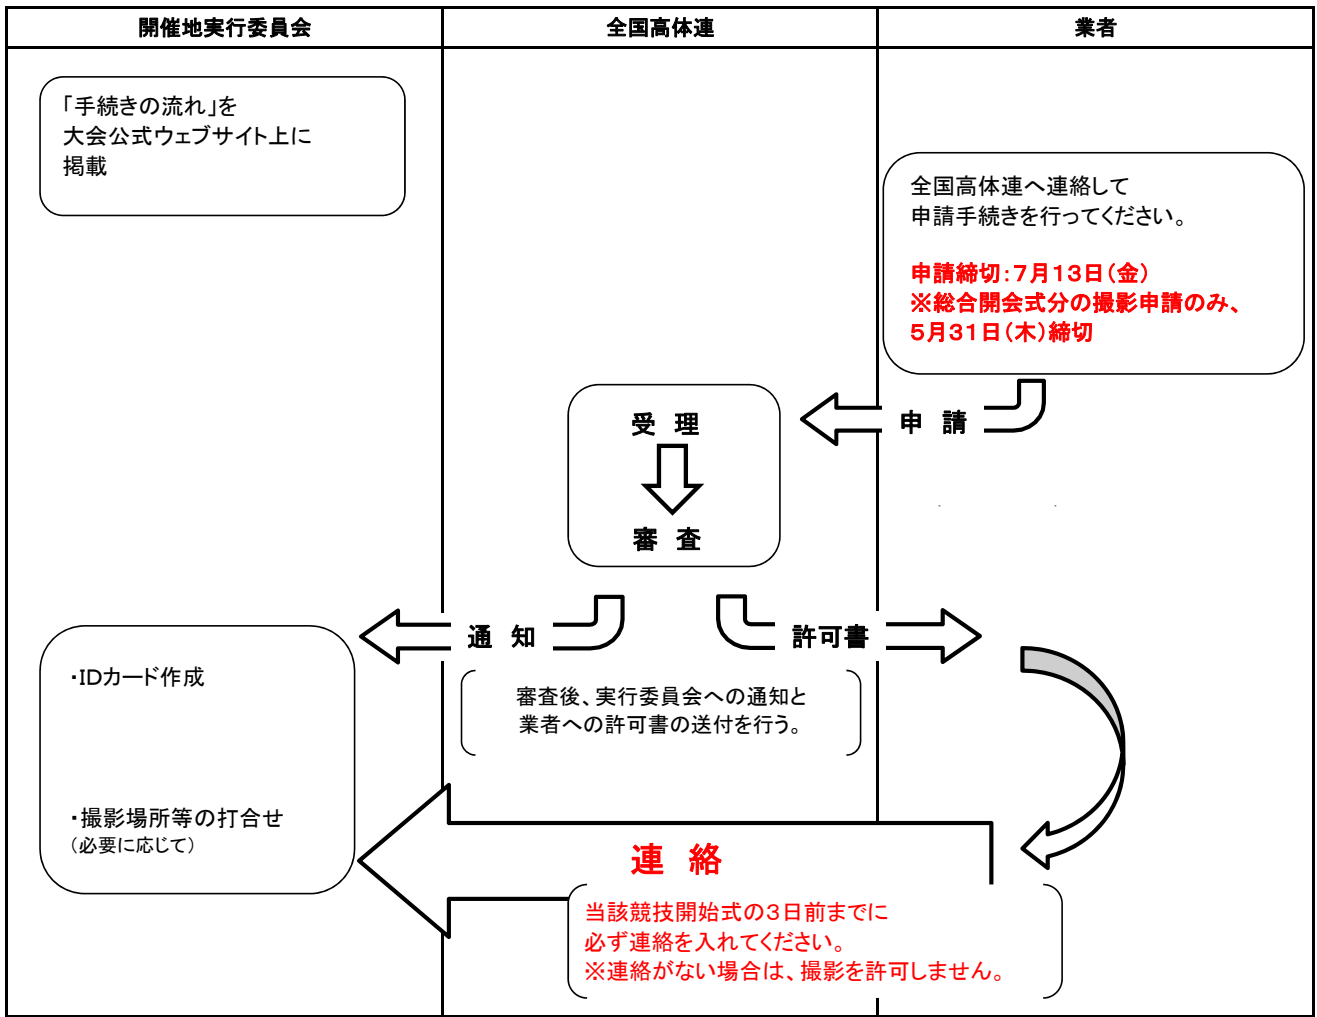 開催地実行委員会
全国高体連
業者
「手続きの流れ」を
大会公式ウェブサイト上に
掲載
全国高体連へ連絡して
申請手続きを行ってください。
申請締切:7月13日(金)
※総合開会式分の撮影申請のみ、
5月31日(木)締切
申 請
受 理
審 査
通 知
許可書
審査後、実行委員会への通知と
業者への許可書の送付を行う。
・IDカード作成
・撮影場所等の打合せ
(必要に応じて)
連 絡
当該競技開始式の3日前までに
必ず連絡を入れてください。
※連絡がない場合は、撮影を許可しません。